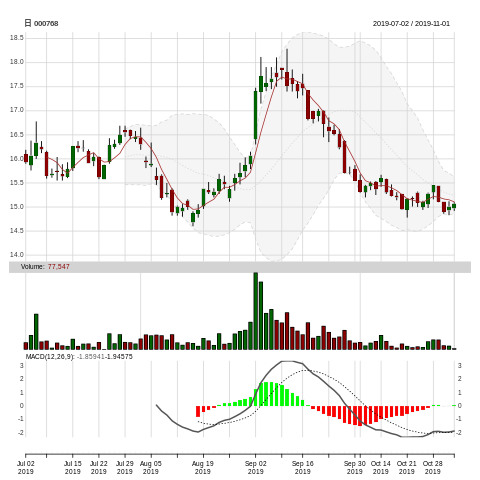 日 000768
2019-07-02 / 2019-11-01
18.5
18.0
17.5
17.0
16.5
16.0
15.5
15.0
14.5
14.0
Volume: 77,547
MACD(12,26,9): -1.85941 -1.94575
3 3
2 2
1 1
0 0
-1 -1
-2 -2
Jul 02 Jul 15 Jul 22 Jul 29 Aug 05 Aug 19 Sep 02 Sep 16 Sep 30 Oct 14 Oct 21 Oct 28
2019 2019 2019 2019 2019 2019 2019 2019 2019 2019 2019 2019